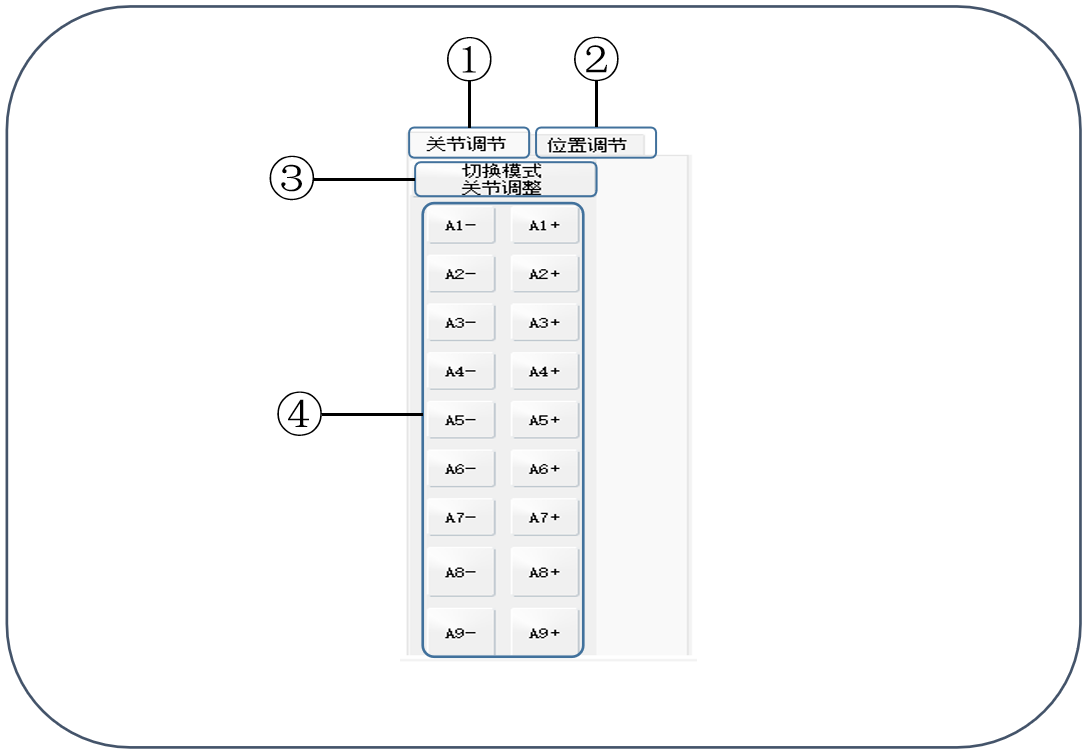 ① ②
关节调节 位置调节
③
切换模式
关节调整
A1- A1+
A2- A2+
A3- A3+
A4- A4+
④
A5- A5+
A6- A6+
A7- A7+
A8- A8+
A9- A9+